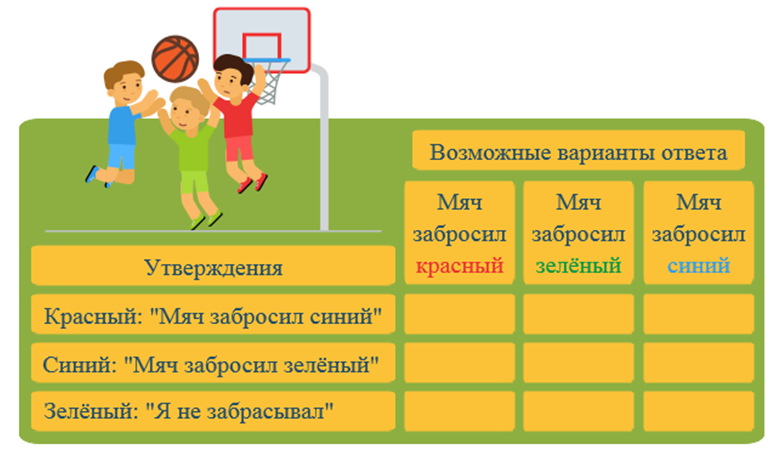 Возможные варианты ответа
Мяч забросил красный
Мяч забросил зелёный
Мяч забросил синий
Утверждения
Красный: "Мяч забросил синий"
Синий: "Мяч забросил зелёный"
Зелёный: "Я не забрасывал"